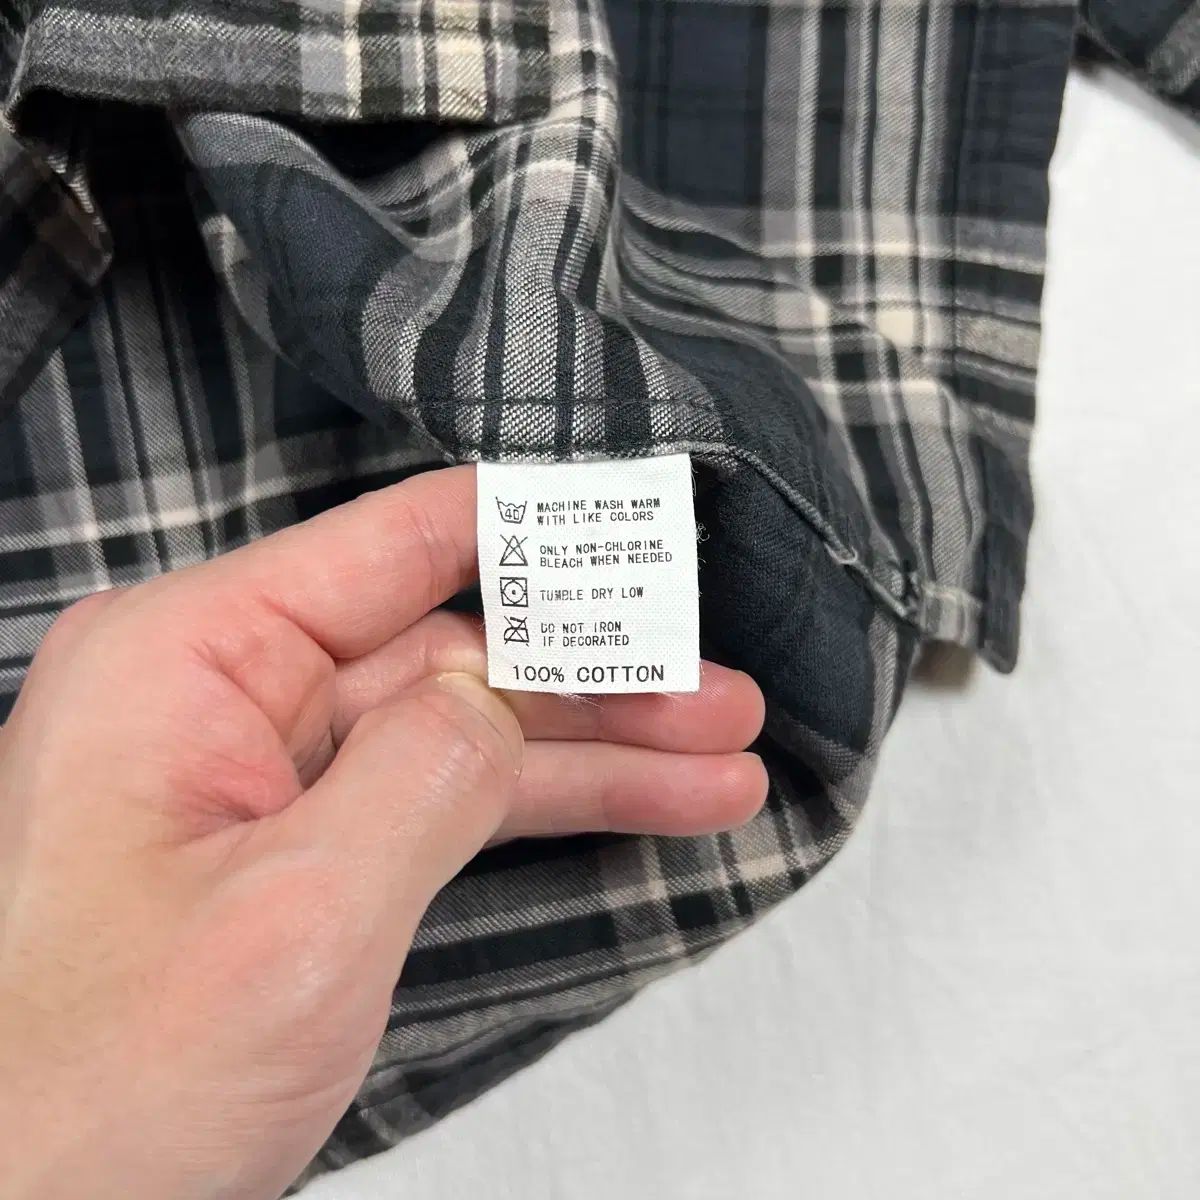 40
MACHINE WASH WARM
WITH LIKE COLORS
ONLY NON-CHLORINE
BLEACH WHEN NEEDED
TUMBLE DRY LOW
DO NOT IRON
IF DECORATED
100% COTTON